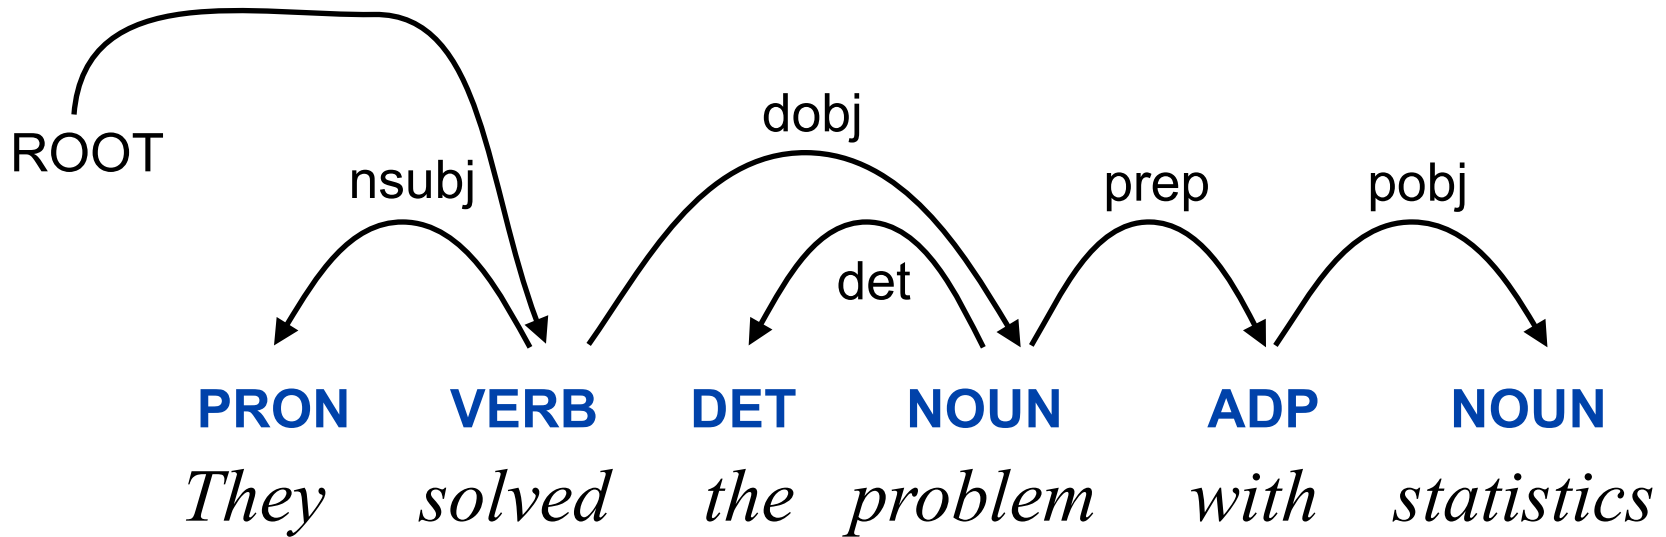 ROOT
dobj
nsubj
prep
pobj
det
PRON VERB DET NOUN ADP NOUN
They solved the problem with statistics